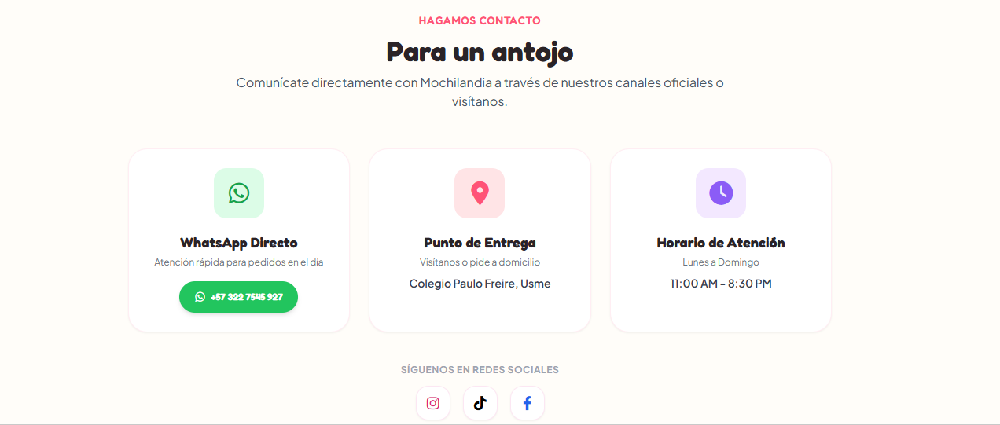 HAGAMOS CONTACTO
Para un antojo
Comunícate directamente con Mochilandia a través de nuestros canales oficiales o
visítanos.
WhatsApp Directo
Atención rápida para pedidos en el día
+57 322 7545 927
Punto de Entrega
Visítanos o pide a domicilio
Colegio Paulo Freire, Usme
Horario de Atención
Lunes a Domingo
11:00 AM - 8:30 PM
SÍGUENOS EN REDES SOCIALES